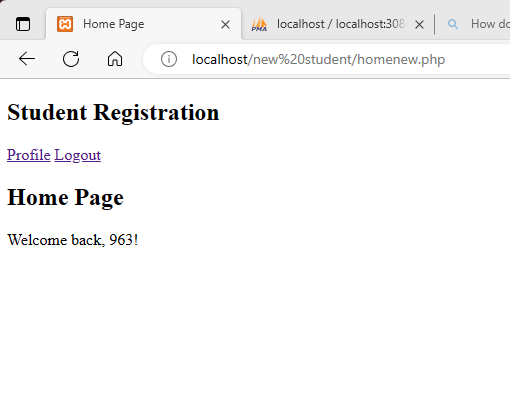 Home Page
localhost / localhost:308
PMA
How do
localhost/new%20student/homenew.php
Student Registration
Profile Logout
Home Page
Welcome back, 963!